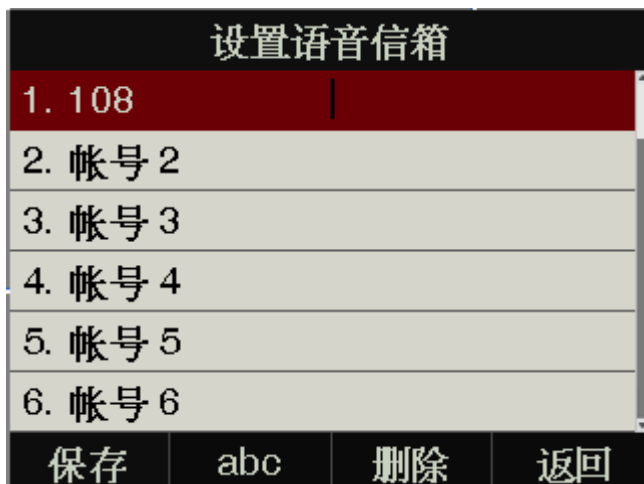 设置语音信箱
1. 108
2. 帐号 2
3. 帐号 3
4. 帐号 4
5. 帐号 5
6. 帐号 6
保存 abc 删除 返回